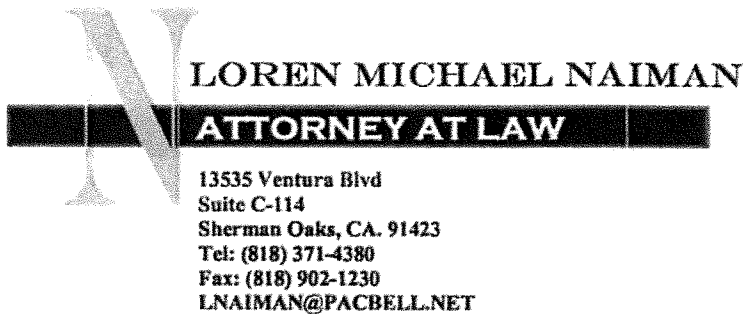 N
LOREN MICHAEL NAIMAN
ATTORNEY AT LAW
13535 Ventura Blvd
Suite C-114
Sherman Oaks, CA. 91423
Tel: (818) 371-4380
Fax: (818) 902-1230
LNAIMAN@PACBELL.NET